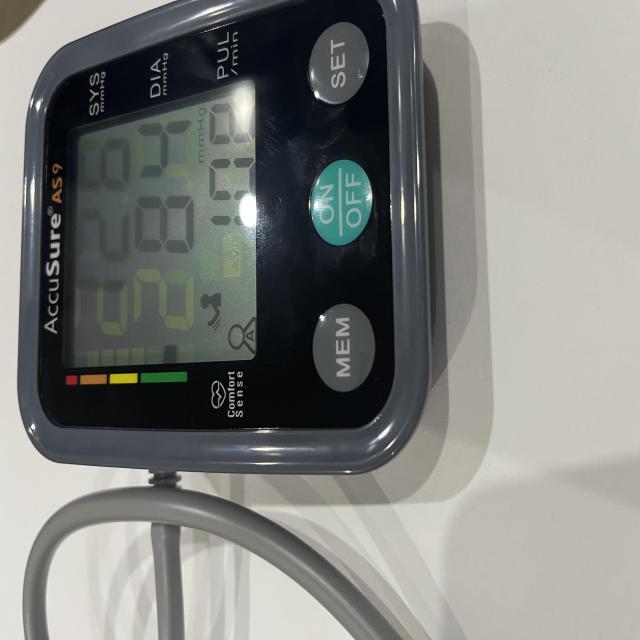 AccuSure® AS9
SYS
mmHg
DIA
mmHg
PUL
/min
mmHg
Comfort
Sense
SET
ON
OFF
MEM